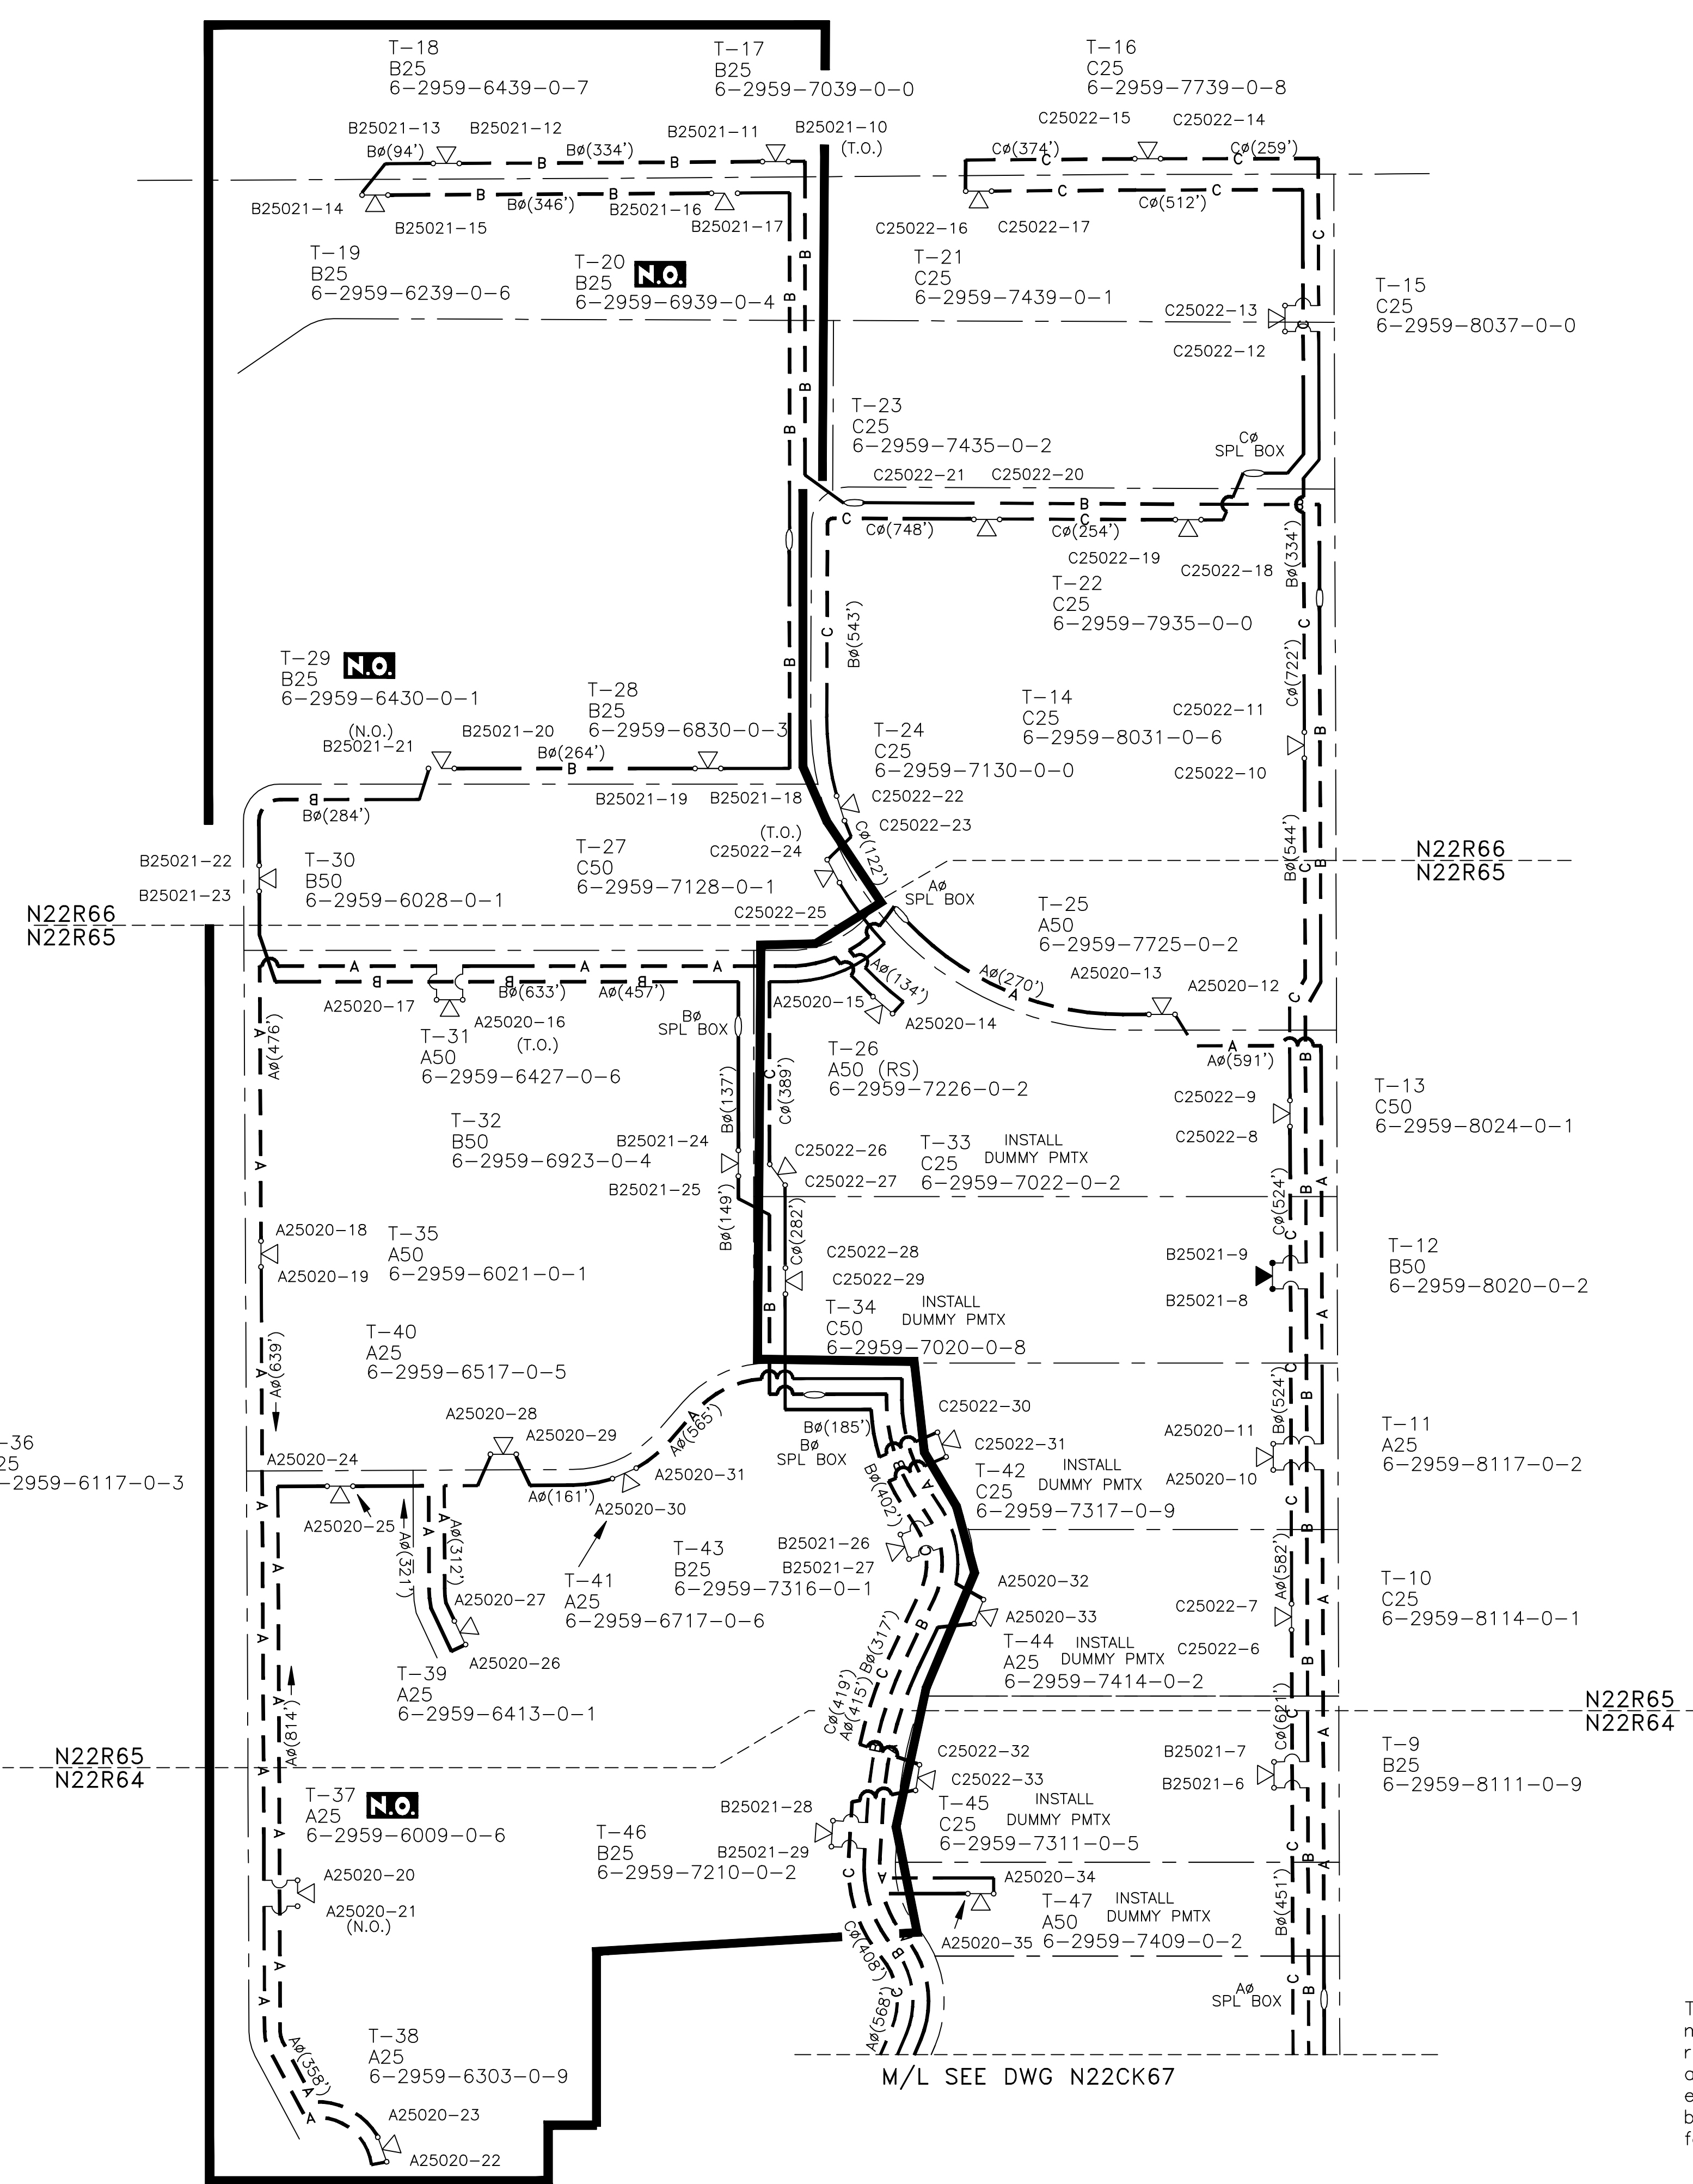 T-18
B25
6-2959-6439-0-7
T-17
B25
6-2959-7039-0-0
T-16
C25
6-2959-7739-0-8
B25021-13
B25021-12
B25021-11
B25021-10
(T.O.)
C25022-15
C25022-14
BØ(94')
B
BØ(334')
B
CØ(374')
C
C
CØ(259')
B25021-14
B25021-15
B
BØ(346')
B
B25021-16
B25021-17
C
C
CØ(512')
C25022-16
C25022-17
T-19
B25
6-2959-6239-0-6
T-20
B25
N.O.
6-2959-6939-0-4
T-21
C25
6-2959-7439-0-1
B
B
C
C25022-13
C25022-12
C
T-15
C25
6-2959-8037-0-0
B
B
T-23
C25
6-2959-7435-0-2
CØ
SPL BOX
C25022-21
C25022-20
B
C
CØ(748')
C
CØ(254')
C25022-19
C25022-18
BØ(334')
T-22
C25
6-2959-7935-0-0
C
BØ(543')
C
CØ(722')
B
B
T-29
B25
N.O.
6-2959-6430-0-1
T-28
B25
6-2959-6830-0-3
(N.O.)
B25021-21
B25021-20
BØ(264')
B
B25021-19
B25021-18
T-24
C25
6-2959-7130-0-0
T-14
C25
6-2959-8031-0-6
C25022-11
C25022-10
C25022-22
C25022-23
B
BØ(284')
(T.O.)
C25022-24
CØ(122')
BØ(544')
C
B
B25021-22
B25021-23
T-30
B50
6-2959-6028-0-1
T-27
C50
6-2959-7128-0-1
C25022-25
N22R66
N22R65
N22R66
N22R65
AØ
SPL BOX
T-25
A50
6-2959-7725-0-2
A
A
A
B
B
B
BØ(633')
AØ(457')
A25020-17
A25020-16
(T.O.)
BØ
SPL BOX
A25020-15
AØ(134')
A25020-14
AØ(270')
A
A25020-13
A25020-12
C
A
AØ(591')
B
A
AØ(476')
T-31
A50
6-2959-6427-0-6
T-26
A50 (RS)
6-2959-7226-0-2
BØ(137')
C
CØ(389')
C25022-9
C25022-8
T-13
C50
6-2959-8024-0-1
T-32
B50
6-2959-6923-0-4
B25021-24
B25021-25
C25022-26
C25022-27
T-33
C25
6-2959-7022-0-2
INSTALL
DUMMY PMTX
A
BØ(149')
CØ(282')
CØ(524')
C
B
A
A25020-18
A25020-19
T-35
A50
6-2959-6021-0-1
C25022-28
C25022-29
B25021-9
B25021-8
T-12
B50
6-2959-8020-0-2
B
T-34
C50
6-2959-7020-0-8
INSTALL
DUMMY PMTX
A
AØ(639')
T-40
A25
6-2959-6517-0-5
C
B
BØ(524')
A
A25020-28
A25020-29
A
AØ(565')
BØ(185')
BØ
SPL BOX
C25022-30
C25022-31
A25020-11
A25020-10
T-11
A25
6-2959-8117-0-2
-36
25
-2959-6117-0-3
A25020-24
A25020-25
A25020-31
AØ(161')
A25020-30
T-42
C25
6-2959-7317-0-9
INSTALL
DUMMY PMTX
B
A
BØ(402')
A
A
A
A
AØ(321')
AØ(312')
C
B
AØ(582')
T-43
B25
6-2959-7316-0-1
B25021-26
B25021-27
T-41
A25
6-2959-6717-0-6
A25020-27
A25020-26
A25020-32
A25020-33
T-10
C25
6-2959-8114-0-1
C25022-7
C25022-6
A
B
T-39
A25
6-2959-6413-0-1
T-44
A25
6-2959-7414-0-2
INSTALL
DUMMY PMTX
A
A
AØ(814')
BØ(317')
CØ(419')
AØ(415')
C
B
CØ(621')
C
B
A
N22R65
N22R64
N22R65
N22R64
A
A
B
C25022-32
C25022-33
B25021-7
B25021-6
T-9
B25
6-2959-8111-0-9
T-37
A25
N.O.
6-2959-6009-0-6
T-45
C25
6-2959-7311-0-5
INSTALL
DUMMY PMTX
B25021-28
B25021-29
T-46
B25
6-2959-7210-0-2
A
A
C
B
A
C
A
A25020-20
A25020-21
(N.O.)
A25020-34
A25020-35
T-47
A50
6-2959-7409-0-2
INSTALL
DUMMY PMTX
BØ(451')
A
A
CØ(408')
B
C
AØ(568')
AØ
SPL BOX
C
B
T-38
A25
6-2959-6303-0-9
AØ(358')
A
A
A25020-23
A25020-22
M/L SEE DWG N22CK67